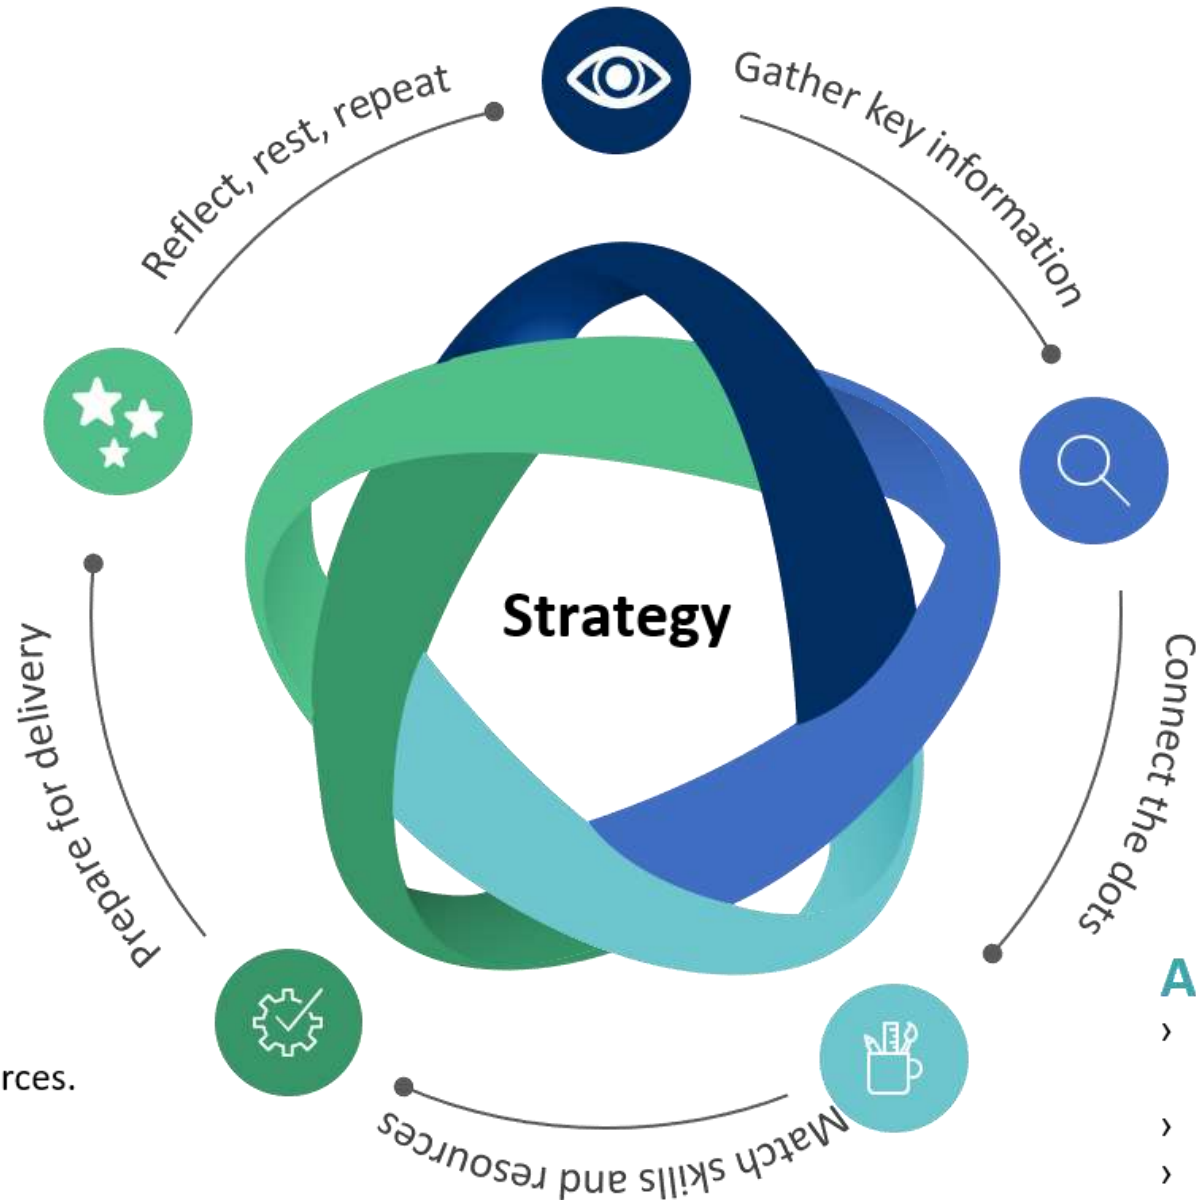 Gather key information
Connect the dots
Match skills and resources
Prepare for delivery
Reflect, rest, repeat
Strategy
A
›
rces.
›
›